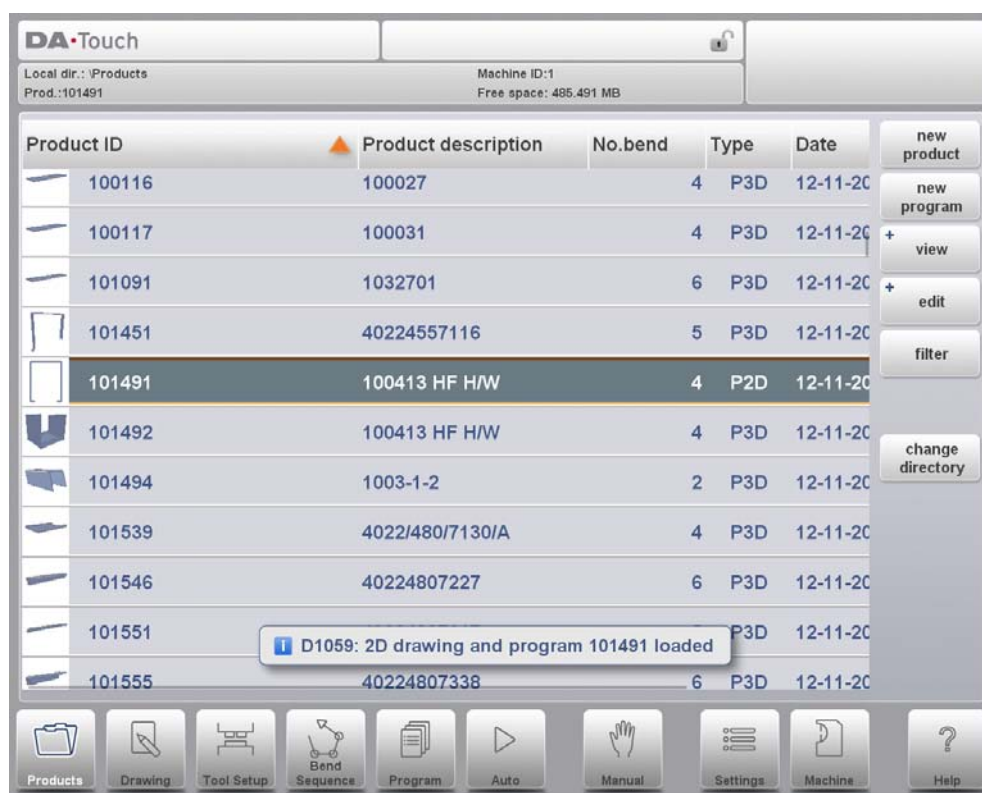 DA·Touch
Local dir.: \Products
Machine ID:1
Prod.:101491
Free space: 485.491 MB
Product ID Product description No.bend Type Date
100116 100027 4 P3D 12-11-20
100117 100031 4 P3D 12-11-20
101091 1032701 6 P3D 12-11-20
101451 40224557116 5 P3D 12-11-20
101491 100413 HF H/W 4 P2D 12-11-20
101492 100413 HF H/W 4 P3D 12-11-20
101494 1003-1-2 2 P3D 12-11-20
101539 4022/480/7130/A 4 P3D 12-11-20
101546 40224807227 6 P3D 12-11-20
101551 P3D 12-11-20
i D1059: 2D drawing and program 101491 loaded
101555 40224807338 6 P3D 12-11-20
new
product
new
program
+ view
+ edit
filter
change
directory
Products
Drawing
Tool Setup
Bend
Sequence
Program
Auto
Manual
Settings
Machine
? Help